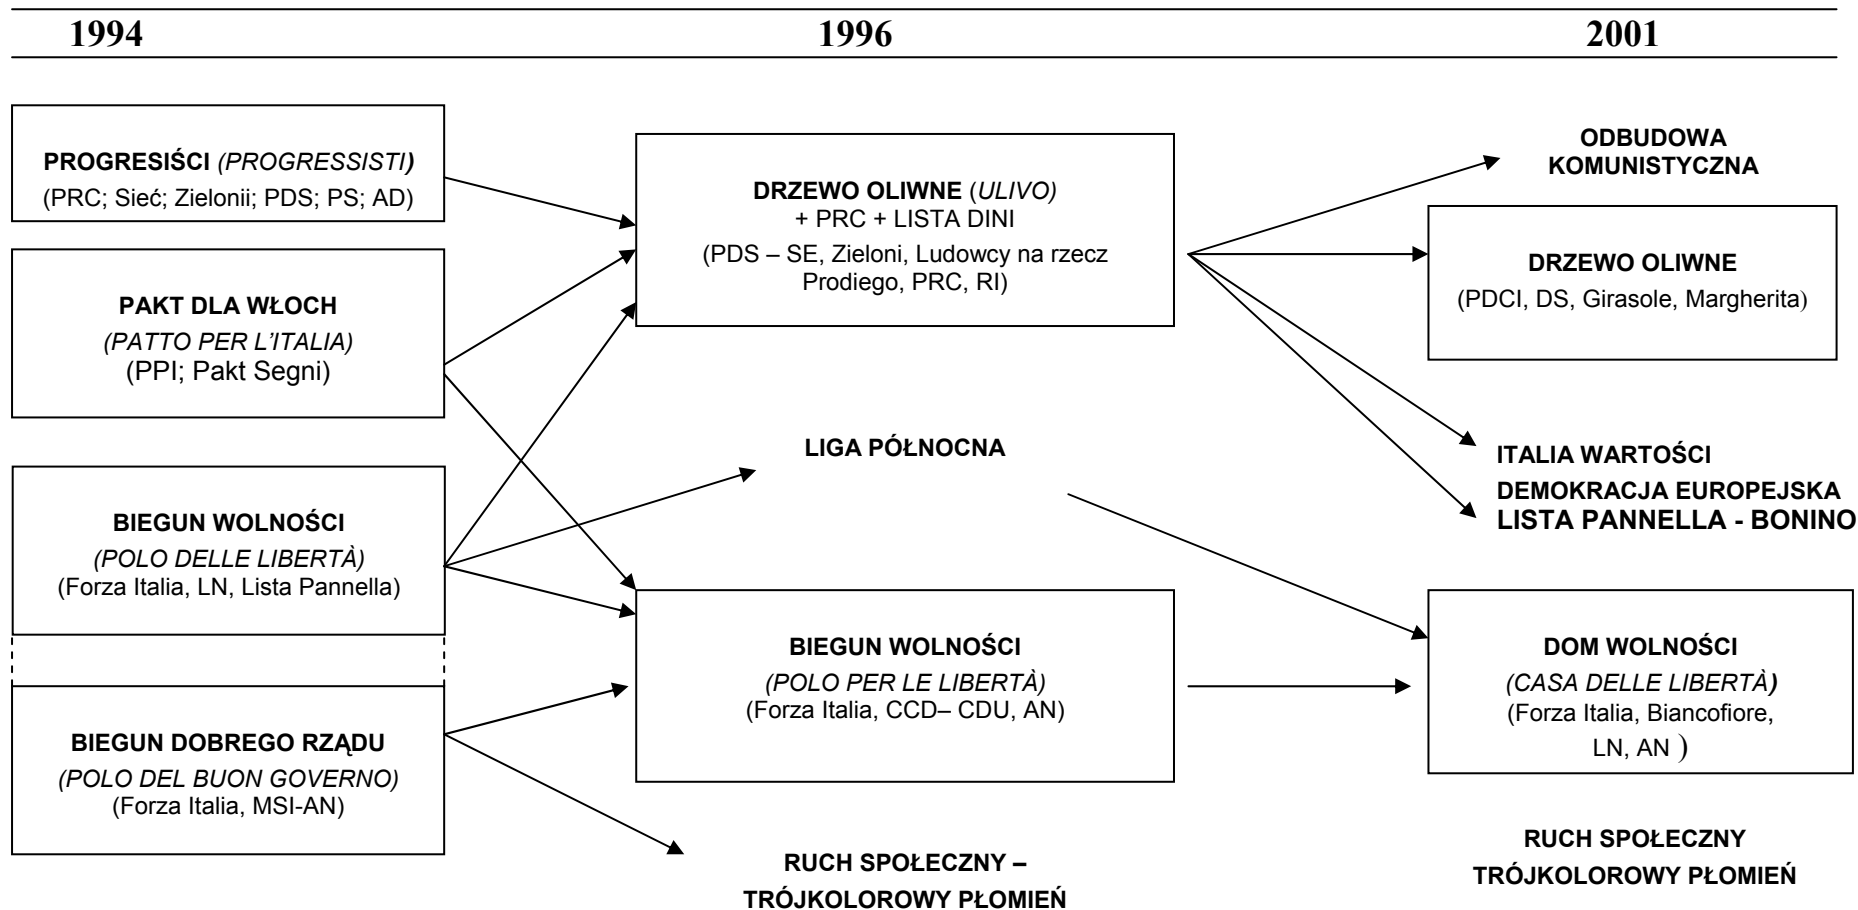 1994
1996
2001
PROGRESIŚCI (PROGRESSISTI)
(PRC; Sieć; Zielonii; PDS; PS; AD)
PAKT DLA WŁOCH
(PATTO PER L'ITALIA)
(PPI; Pakt Segni)
BIEGUN WOLNOŚCI
(POLO DELLE LIBERTÀ)
(Forza Italia, LN, Lista Pannella)
BIEGUN DOBREGO RZĄDU
(POLO DEL BUON GOVERNO)
(Forza Italia, MSI-AN)
DRZEWO OLIWNE (ULIVO)
+ PRC + LISTA DINI
(PDS – SE, Zieloni, Ludowcy na rzecz
Prodiego, PRC, RI)
LIGA PÓŁNOCNA
BIEGUN WOLNOŚCI
(POLO PER LE LIBERTÀ)
(Forza Italia, CCD– CDU, AN)
RUCH SPOŁECZNY –
TRÓJKOLOROWY PŁOMIEŃ
ODBUDOWA
KOMUNISTYCZNA
DRZEWO OLIWNE
(PDCI, DS, Girasole, Margherita)
ITALIA WARTOŚCI
DEMOKRACJA EUROPEJSKA
LISTA PANNELLA - BONINO
DOM WOLNOŚCI
(CASA DELLE LIBERTÀ)
(Forza Italia, Biancofiore,
LN, AN )
RUCH SPOŁECZNY
TRÓJKOLOROWY PŁOMIEŃ